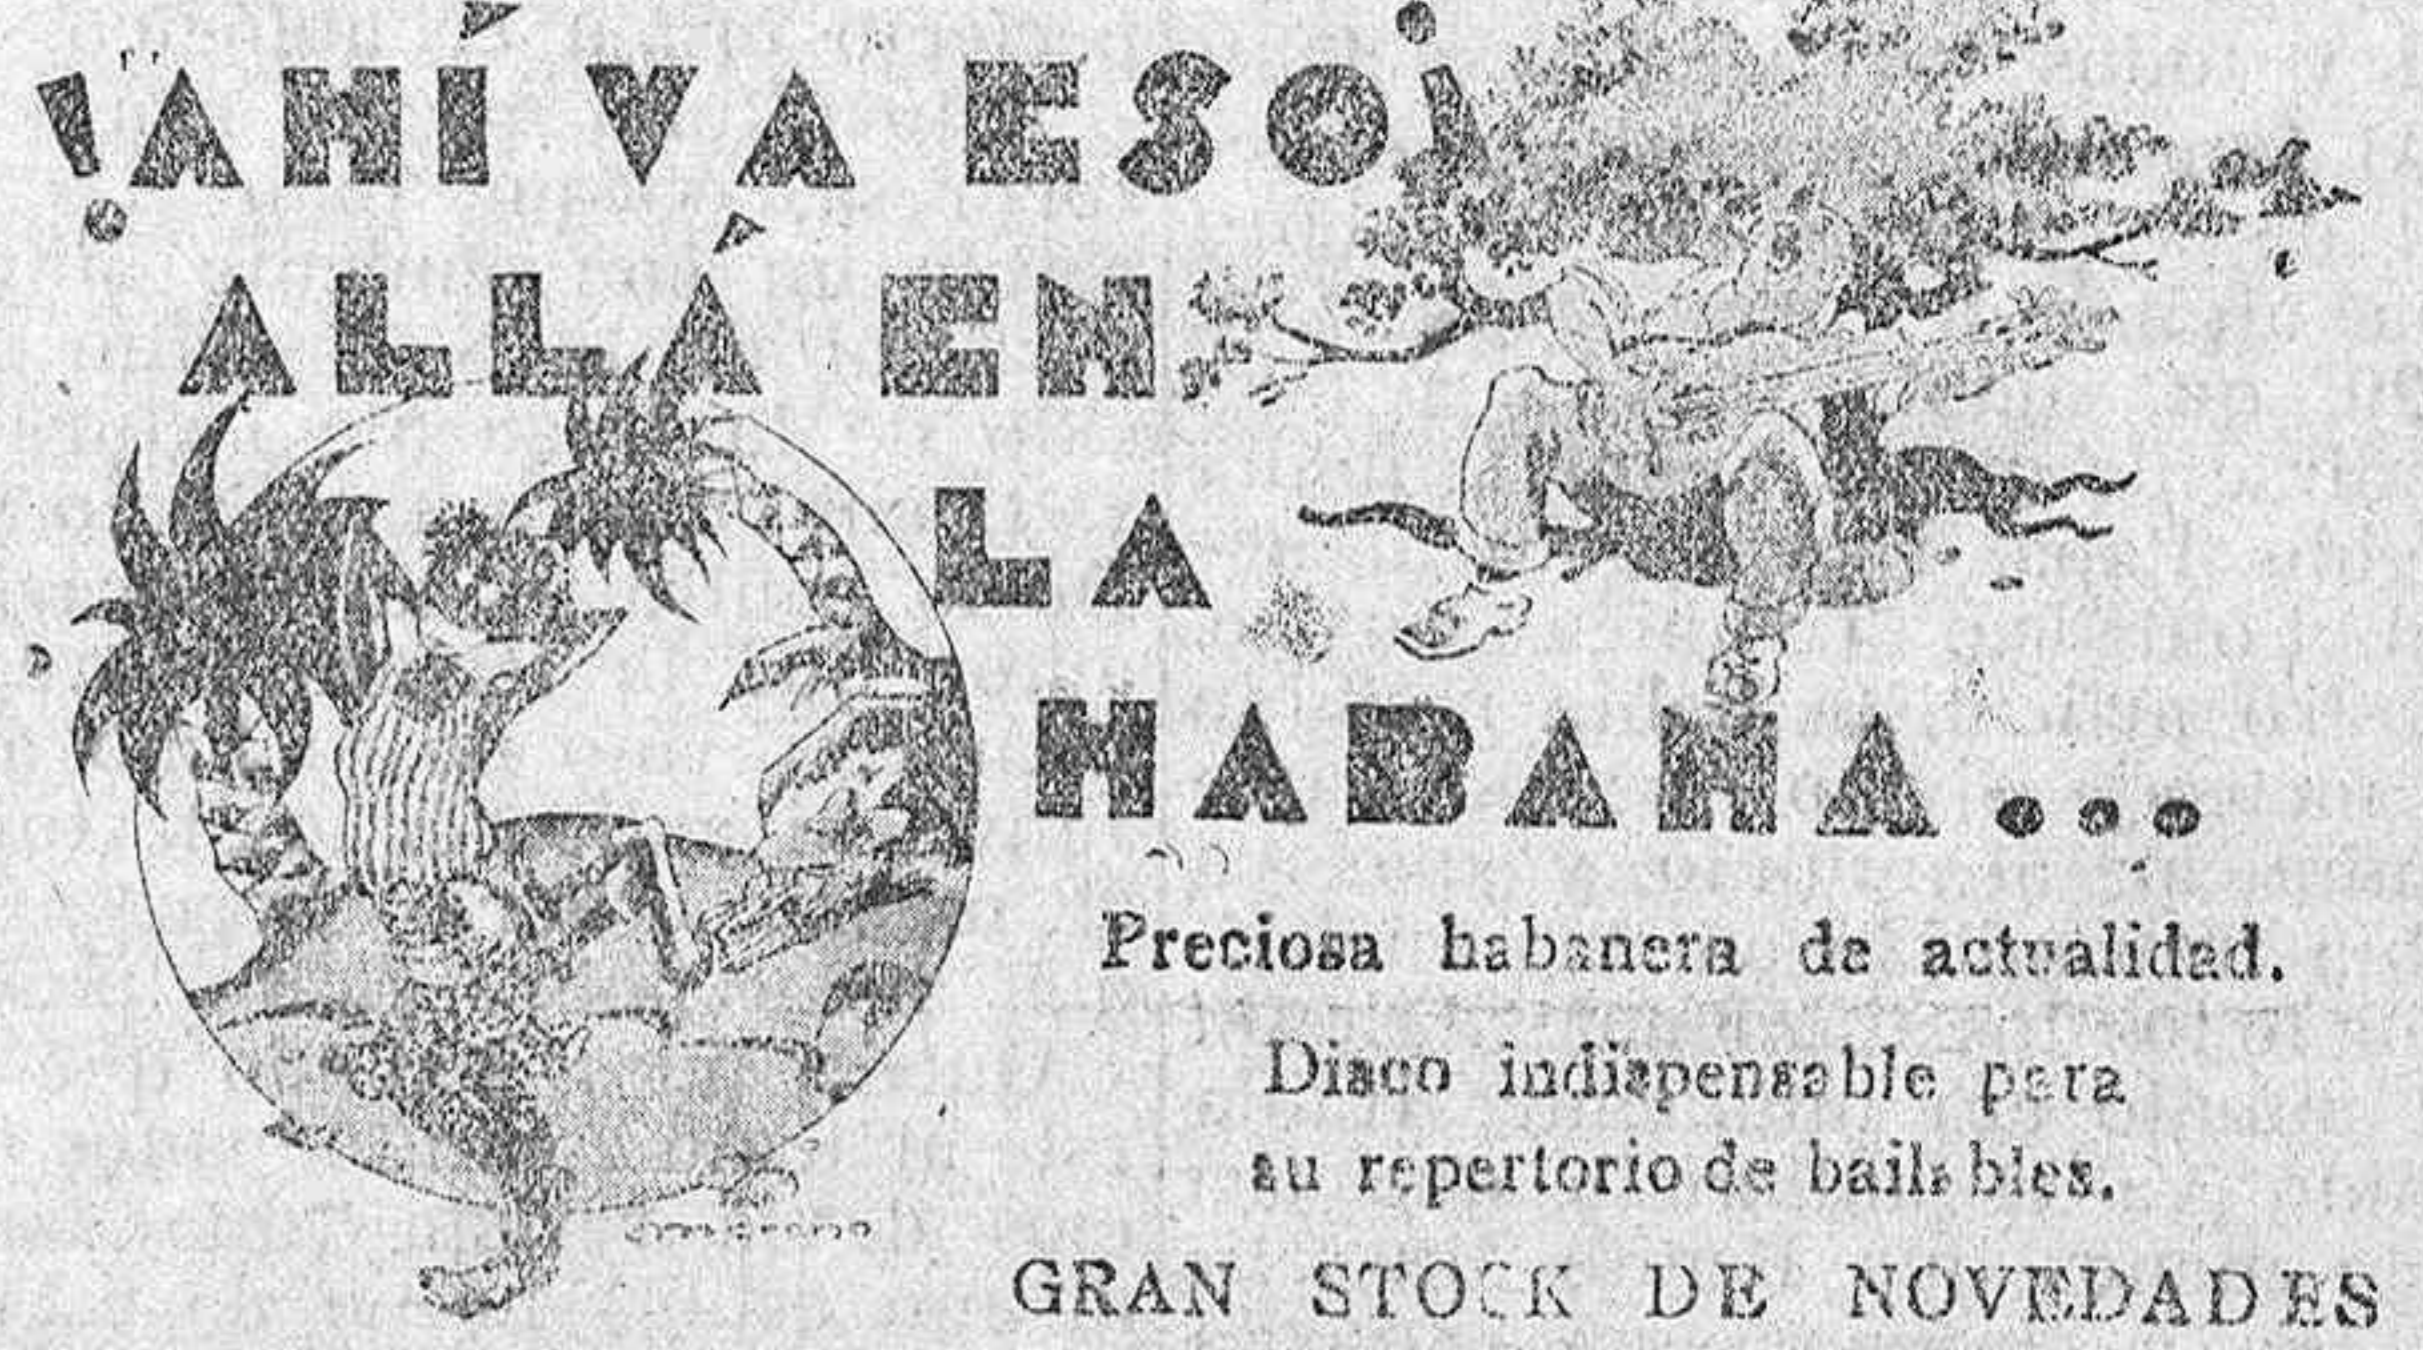 !AHÍ VA ESO¡
ALLÁ EN
LA
HABANA...
Preciosa habanera de actualidad.
Disco indispensable para
su repertorio de bailables.
GRAN STOCK DE NOVEDADES